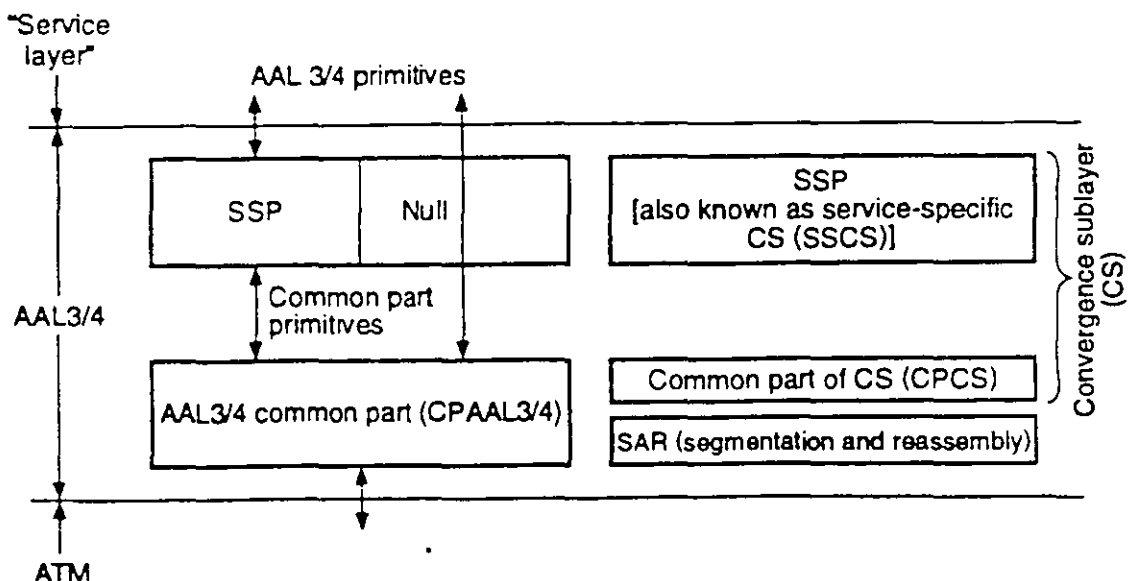 "Service
layer"
AAL 3/4 primitives
SSP
Null
SSP
[also known as service-specific
CS (SSCS)]
Convergence sublayer
(CS)
AAL3/4
Common part
primitives
AAL3/4 common part (CPAAL3/4)
Common part of CS (CPCS)
SAR (segmentation and reassembly)
ATM